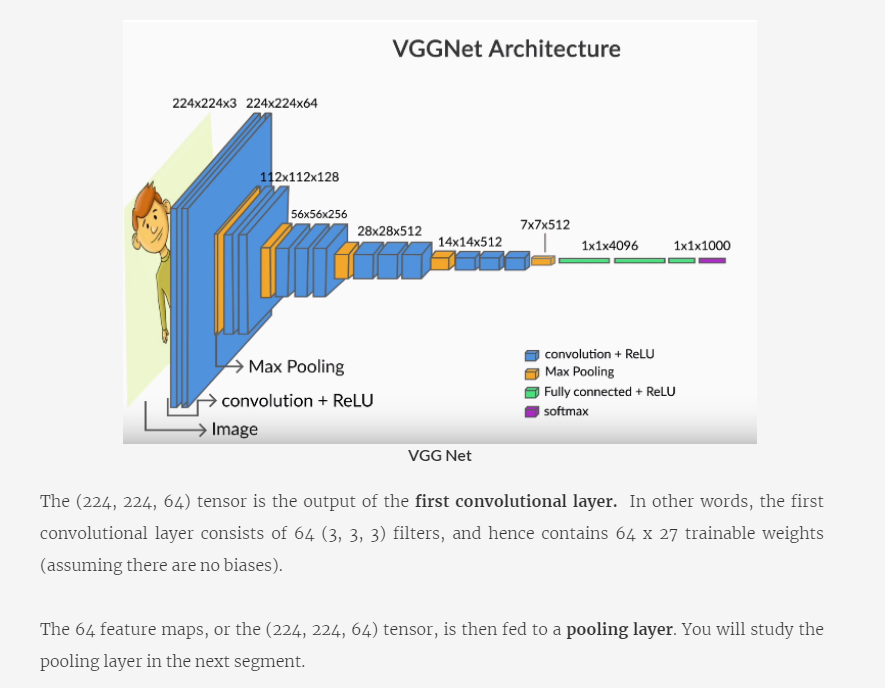 VGGNet Architecture
224x224x3 224x224x64
112x112x128
56x56x256
28x28x512
14x14x512
7x7x512
1x1x4096
1x1x1000
Max Pooling
convolution + ReLU
Image
convolution + ReLU
Max Pooling
Fully connected + ReLU
softmax
VGG Net
The (224, 224, 64) tensor is the output of the first convolutional layer. In other words, the first
convolutional layer consists of 64 (3, 3, 3) filters, and hence contains 64 x 27 trainable weights
(assuming there are no biases).
The 64 feature maps, or the (224, 224, 64) tensor, is then fed to a pooling layer. You will study the
pooling layer in the next segment.